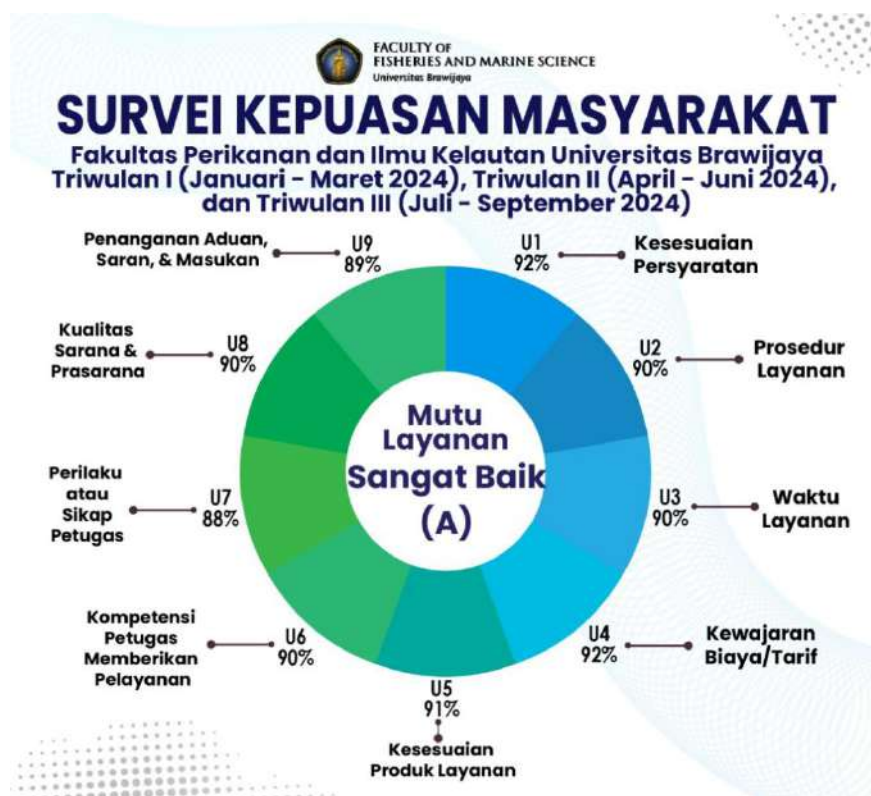 FACULTY OF
FISHERIES AND MARINE SCIENCE
Universitas Brawijaya
SURVEI KEPUASAN MASYARAKAT
Fakultas Perikanan dan Ilmu Kelautan Universitas Brawijaya
Triwulan I (Januari - Maret 2024), Triwulan II (April - Juni 2024),
dan Triwulan III (Juli - September 2024)
U1
92%
Kesesuaian
Persyaratan
U2
90%
Prosedur
Layanan
U3
90%
Waktu
Layanan
U4
92%
Kewajaran
Biaya/Tarif
U5
91%
Kesesuaian
Produk Layanan
U6
90%
Kompetensi
Petugas
Memberikan
Pelayanan
U7
88%
Perilaku
atau
Sikap
Petugas
U8
90%
Kualitas
Sarana &
Prasarana
U9
89%
Penanganan Aduan,
Saran, & Masukan
Mutu
Layanan
Sangat Baik
(A)